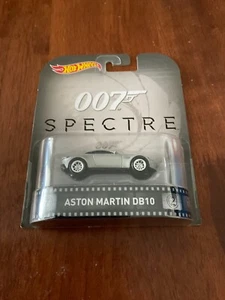 Hot Wheels
007
SPECTRE
ASTON MARTIN DB10